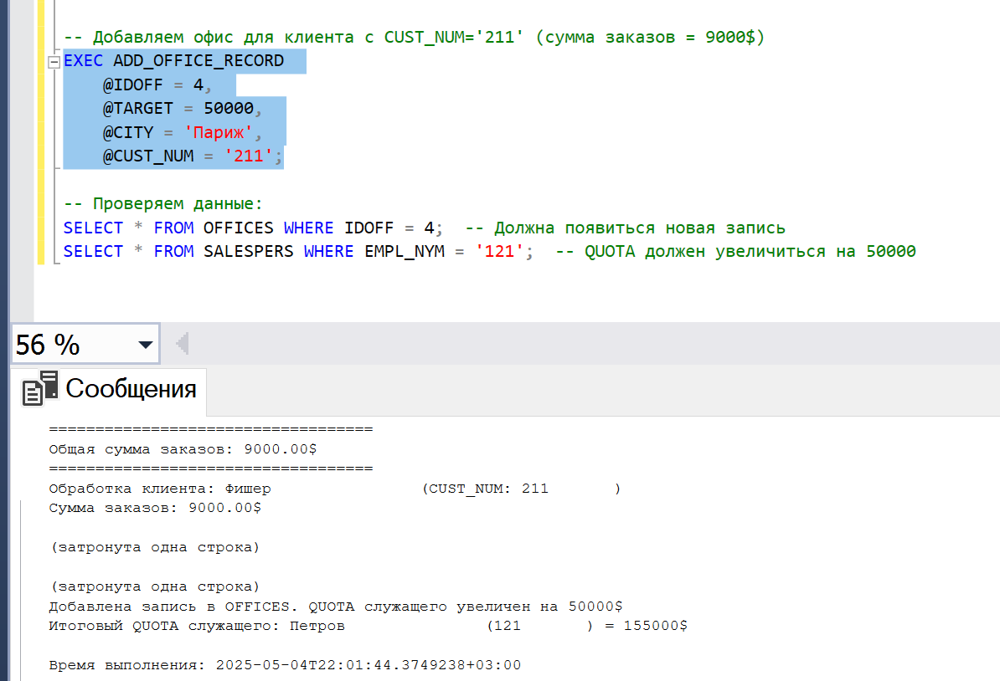 -- Добавляем офис для клиента с CUST_NUM='211' (сумма заказов = 9000$)
EXEC ADD_OFFICE_RECORD
    @IDOFF = 4,
    @TARGET = 50000,
    @CITY = 'Париж',
    @CUST_NUM = '211';
-- Проверяем данные:
SELECT * FROM OFFICES WHERE IDOFF = 4;  -- Должна появиться новая запись
SELECT * FROM SALESPERS WHERE EMPL_NYM = '121';  -- QUOTA должен увеличиться на 50000
56 %
Сообщения
===================================
Общая сумма заказов: 9000.00$
===================================
Обработка клиента: Фишер                (CUST_NUM: 211       )
Сумма заказов: 9000.00$
(затронута одна строка)
(затронута одна строка)
Добавлена запись в OFFICES. QUOTA служащего увеличен на 50000$
Итоговый QUOTA служащего: Петров               (121       ) = 155000$
Время выполнения: 2025-05-04T22:01:44.3749238+03:00